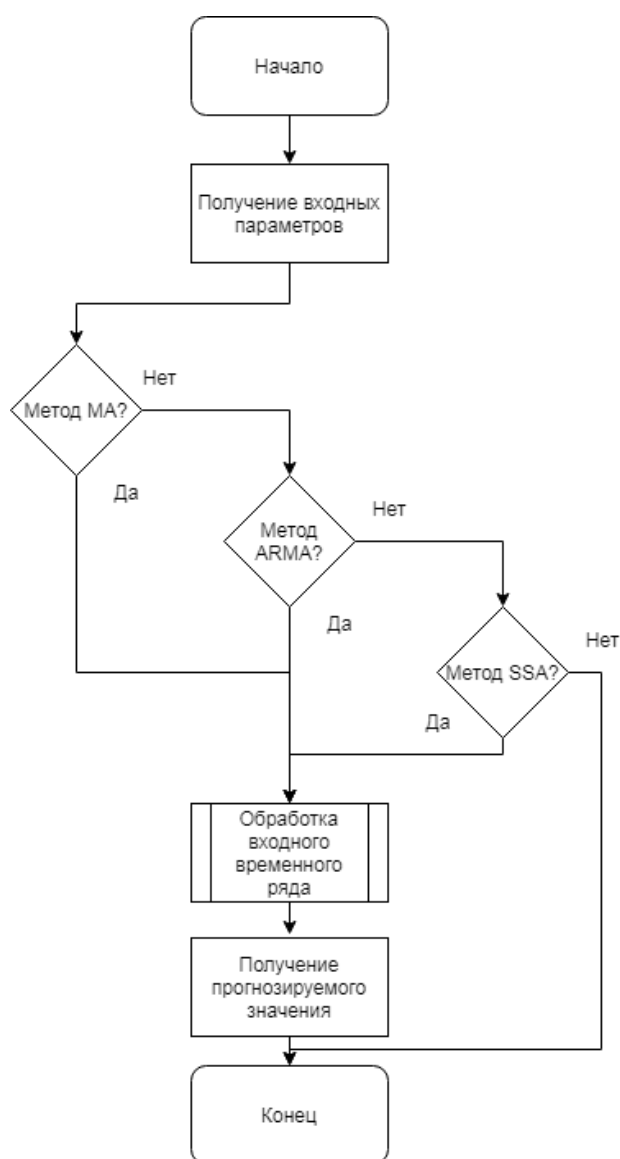 Начало
Получение входных
параметров
Нет
Метод МА?
Да
Нет
Метод
ARMA?
Да
Нет
Метод SSA?
Да
Обработка
входного
временного
ряда
Получение
прогнозируемого
значения
Конец